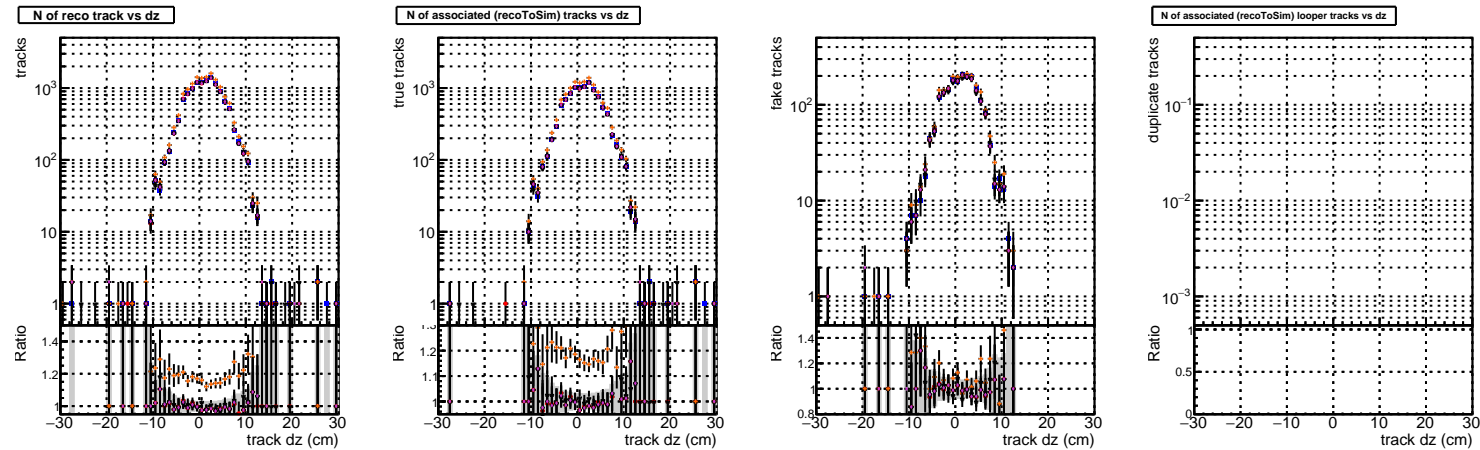 N of reco track vs dz
tracks
10³
10²
10
1
Ratio
1.4
1.2
1
−30 −20 −10 0 10 20 30
track dz (cm)
N of associated (recoToSim) tracks vs dz
true tracks
10³
10²
10
1
Ratio
1.3
1.2
1.1
1
−30 −20 −10 0 10 20 30
track dz (cm)
fake tracks
10²
10
1
Ratio
1.4
1.2
1
0.8
−30 −20 −10 0 10 20 30
track dz (cm)
N of associated (recoToSim) looper tracks vs dz
duplicate tracks
10⁻¹
10⁻²
10⁻³
Ratio
1
0.5
0
−30 −20 −10 0 10 20 30
track dz (cm)